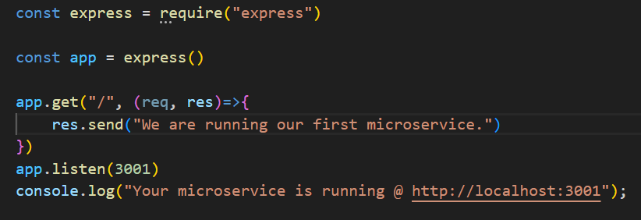 const express = require("express")
const app = express()
app.get("/", (req, res)=>{
    res.send("We are running our first microservice.")
})
app.listen(3001)
console.log("Your microservice is running @ http://localhost:3001");